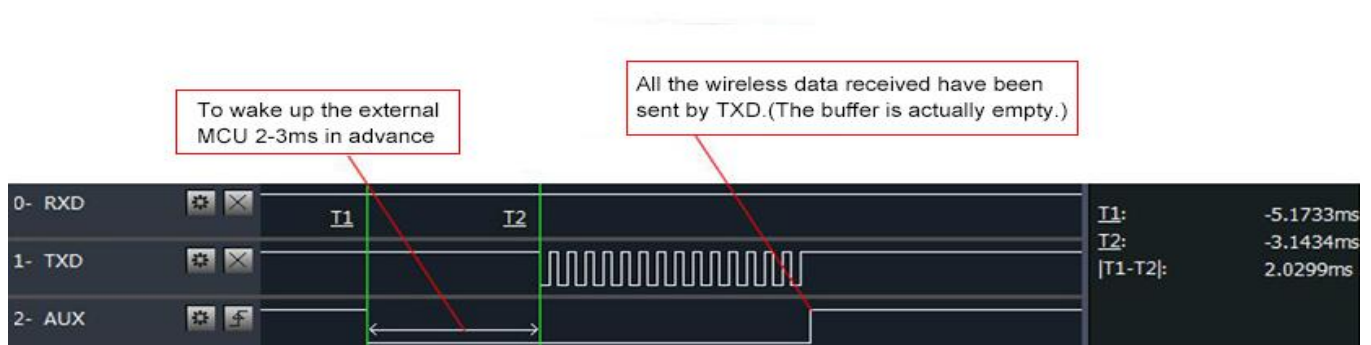 To wake up the external
MCU 2-3ms in advance
All the wireless data received have been
sent by TXD.(The buffer is actually empty.)
0- RXD
T1
T2
1- TXD
2- AUX
T1: -5.1733ms
T2: -3.1434ms
|T1-T2|: 2.0299ms